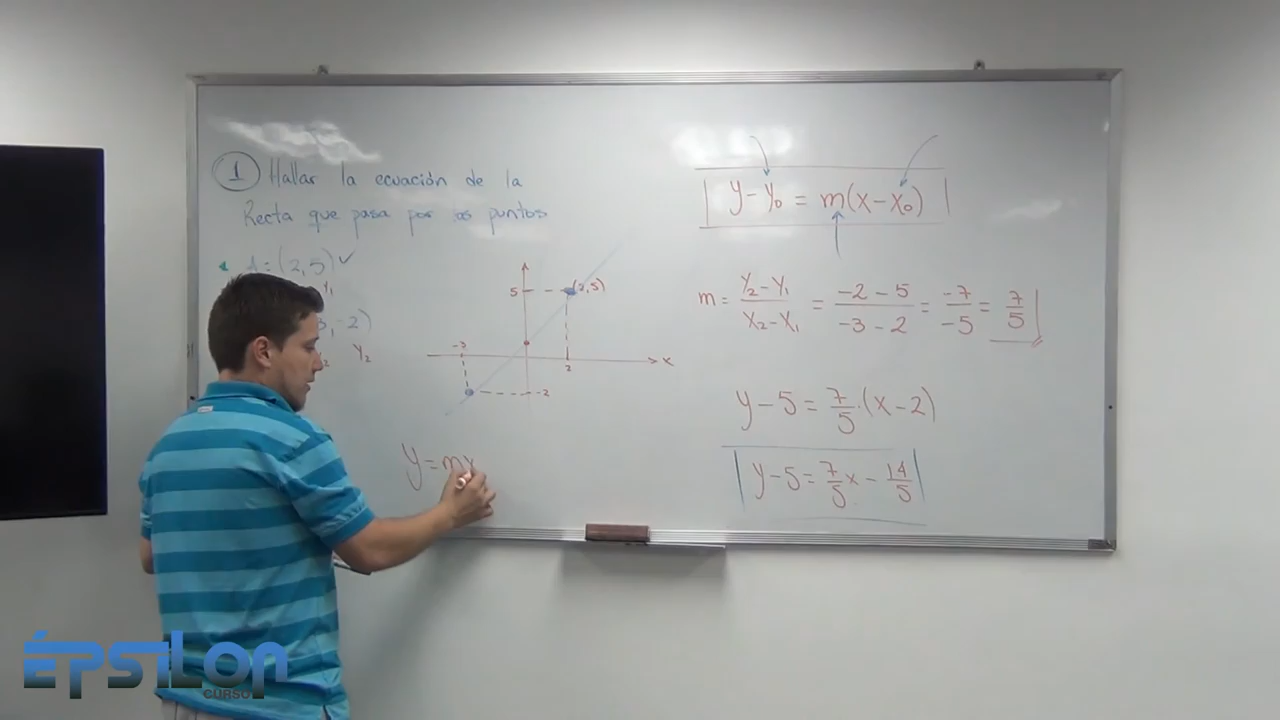 1 Hallar la ecuación de la
Recta que pasa por los puntos
A = (2,5) ✓
Y₁
, -2)
Y₂
5
(2,5)
-3
2
x
-2
y = mx
y - y₀ = m(x - x₀)
m = Y₂ - Y₁ / X₂ - X₁ = -2 - 5 / -3 - 2 = -7 / -5 = 7/5
y - 5 = 7/5 · (x - 2)
y - 5 = 7/5 x - 14/5
ÉPSILON
CURSO